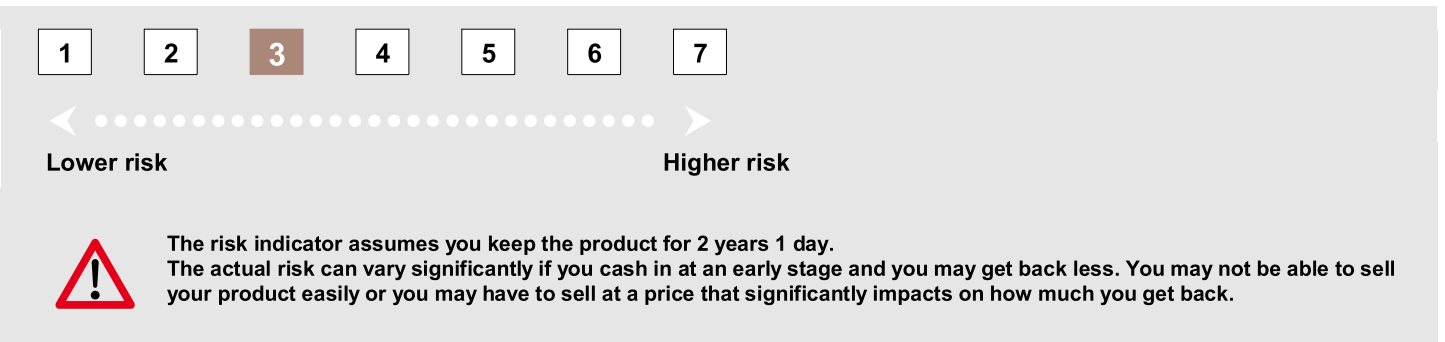 1 2 3 4 5 6 7
Lower risk Higher risk
The risk indicator assumes you keep the product for 2 years 1 day.
The actual risk can vary significantly if you cash in at an early stage and you may get back less. You may not be able to sell
your product easily or you may have to sell at a price that significantly impacts on how much you get back.